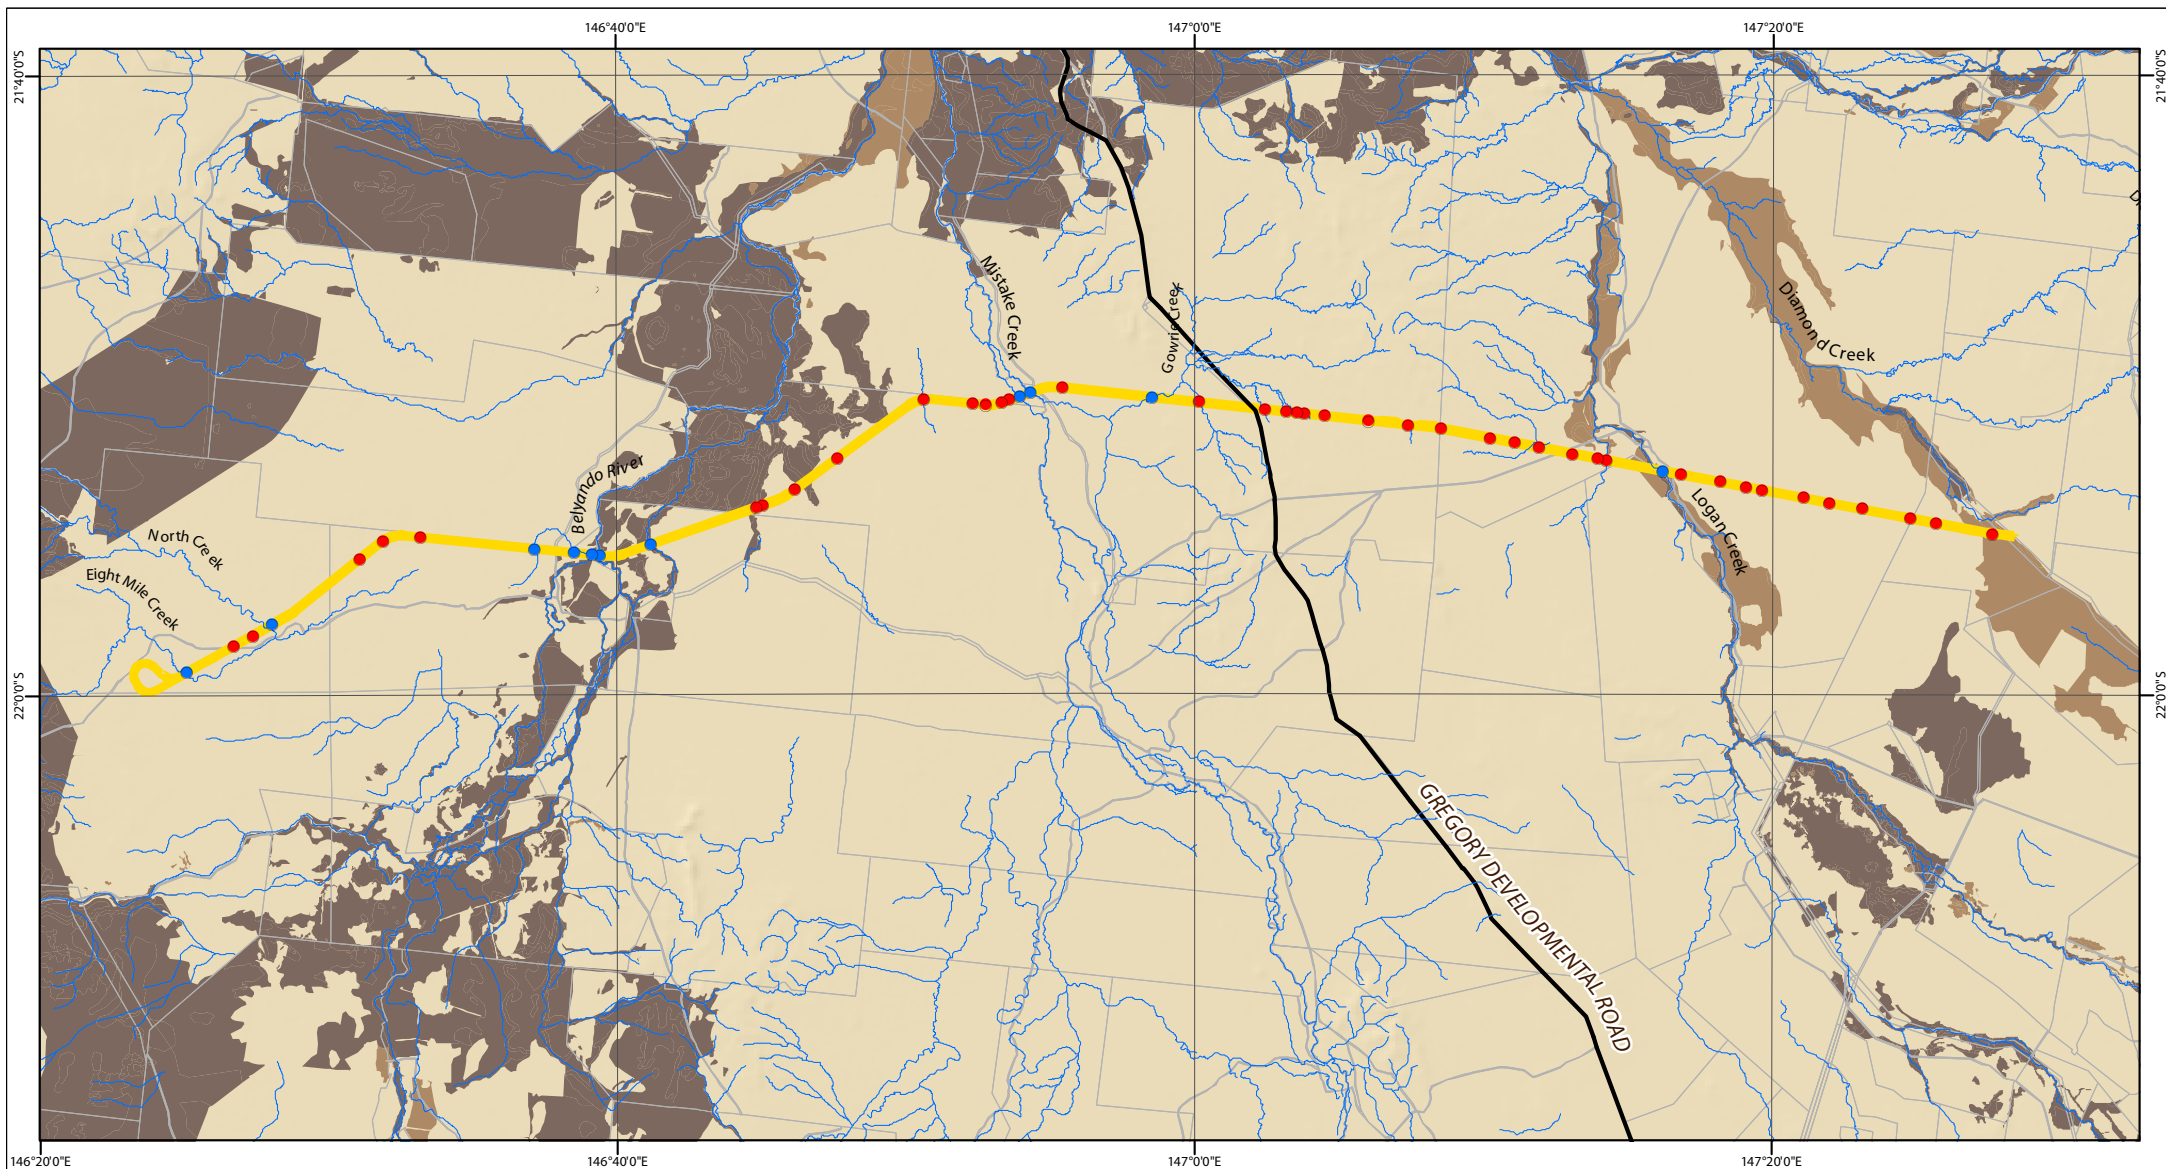 146°40'0"E 147°0'0"E 147°20'0"E
21°40'0"S 21°40'0"S
Mistake Creek
Gowrie Creek
Diamond Creek
Belyando River
North Creek
Eight Mile Creek
Logan Creek
22°0'0"S 22°0'0"S
GREGORY DEVELOPMENTAL ROAD
146°20'0"E 146°40'0"E 147°0'0"E 147°20'0"E